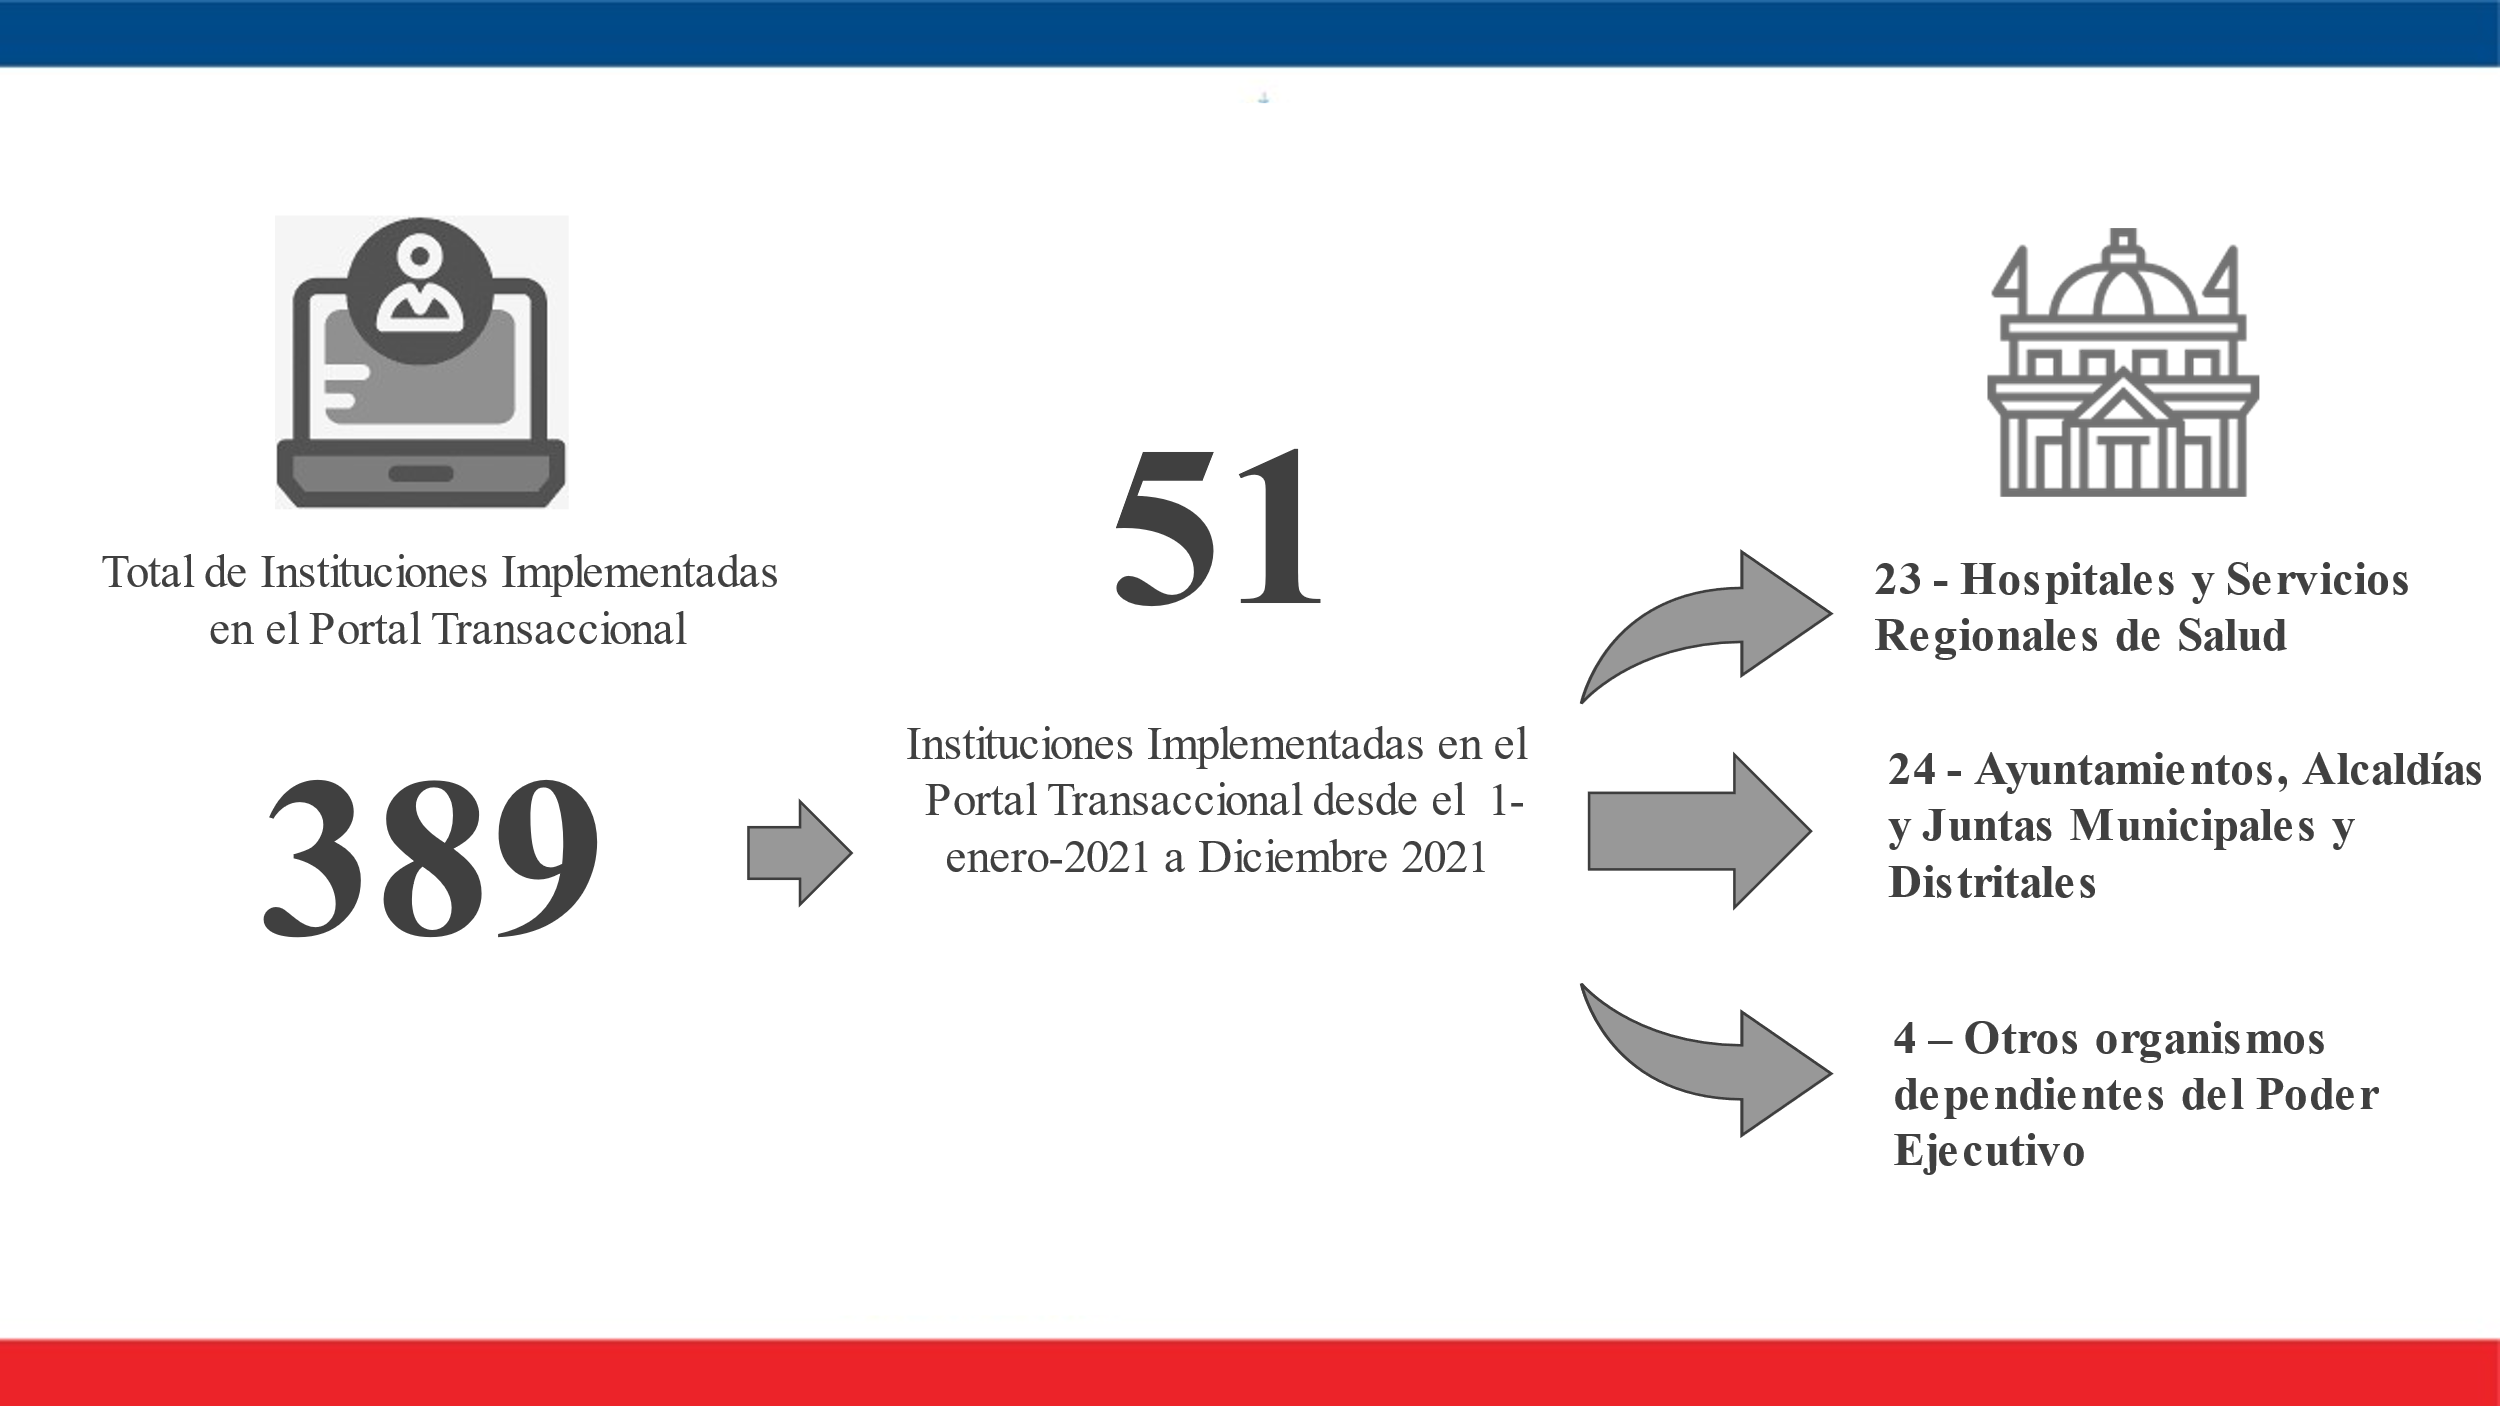 Total de Instituciones Implementadas
en el Portal Transaccional
389
51
Instituciones Implementadas en el
Portal Transaccional desde el 1-
enero-2021 a Diciembre 2021
23 - Hospitales y Servicios
Regionales de Salud
24 - Ayuntamientos, Alcaldías
y Juntas Municipales y
Distritales
4 – Otros organismos
dependientes del Poder
Ejecutivo